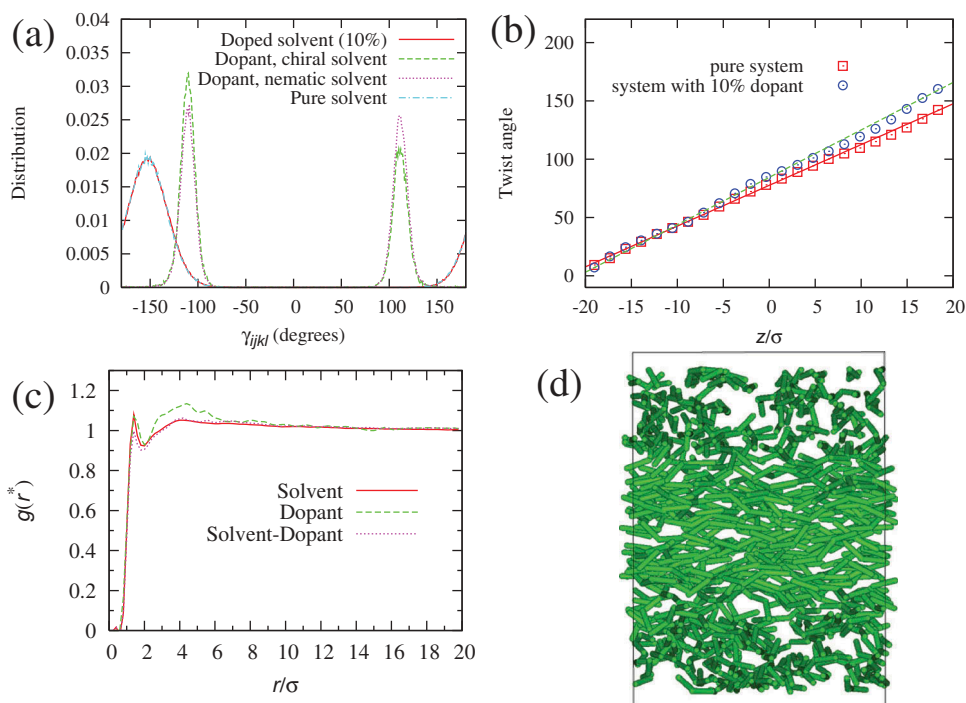 (a)
0.04
0.035
0.03
0.025
0.02
0.015
0.01
0.005
0
Distribution
Doped solvent (10%)
Dopant, chiral solvent
Dopant, nematic solvent
Pure solvent
-150 -100 -50 0 50 100 150
γijkl (degrees)
(b)
200
150
100
50
0
Twist angle
pure system
system with 10% dopant
-20 -15 -10 -5 0 5 10 15 20
z/σ
(c)
1.2
1
0.8
0.6
0.4
0.2
0
g(r*)
Solvent
Dopant
Solvent-Dopant
0 2 4 6 8 10 12 14 16 18 20
r/σ
(d)